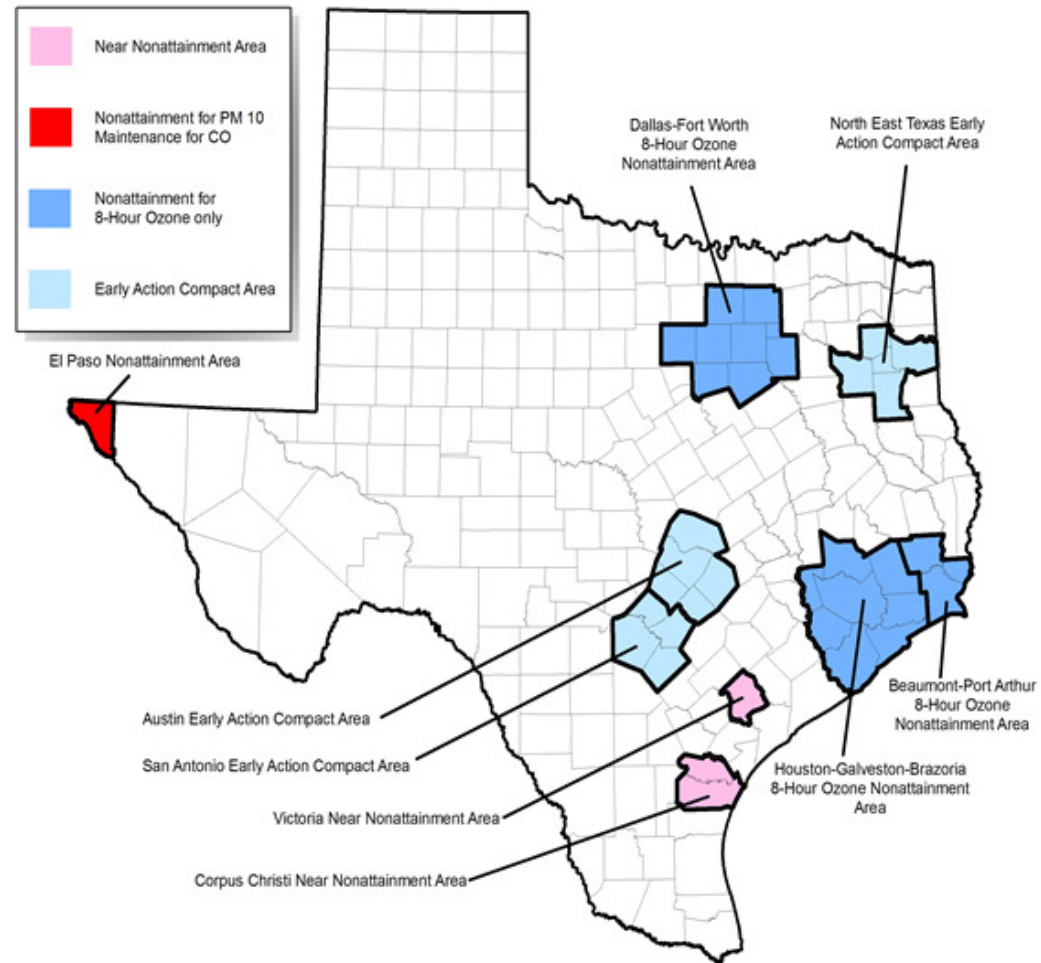 Near Nonattainment Area
Nonattainment for PM 10
Maintenance for CO
Nonattainment for
8-Hour Ozone only
Early Action Compact Area
El Paso Nonattainment Area
Dallas-Fort Worth
8-Hour Ozone
Nonattainment Area
North East Texas Early
Action Compact Area
Austin Early Action Compact Area
San Antonio Early Action Compact Area
Victoria Near Nonattainment Area
Corpus Christi Near Nonattainment Area
Beaumont-Port Arthur
8-Hour Ozone
Nonattainment Area
Houston-Galveston-Brazoria
8-Hour Ozone Nonattainment
Area